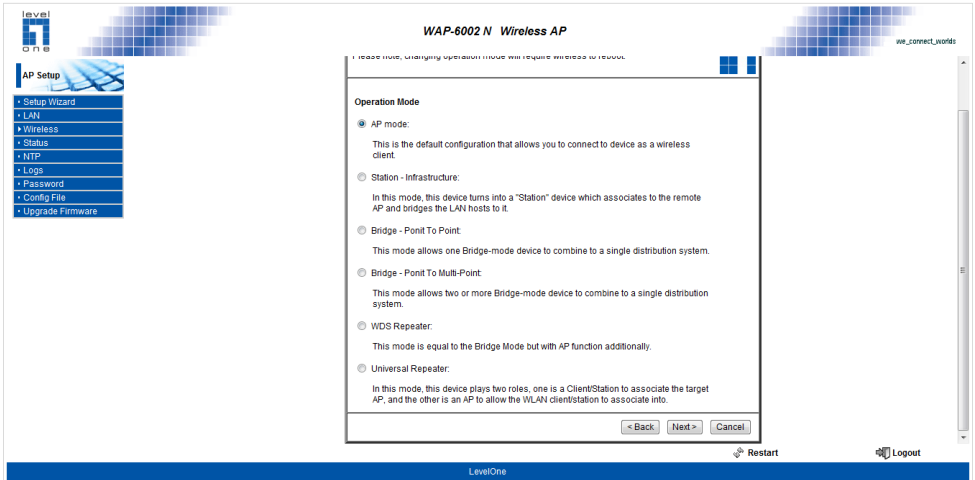 level
one
WAP-6002 N Wireless AP
we_connect_worlds
AP Setup
Setup Wizard
LAN
Wireless
Status
NTP
Logs
Password
Config File
Upgrade Firmware
Please note, changing operation mode will require wireless to reboot.
Operation Mode
AP mode:
This is the default configuration that allows you to connect to device as a wireless
client.
Station - Infrastructure:
In this mode, this device turns into a "Station" device which associates to the remote
AP and bridges the LAN hosts to it.
Bridge - Ponit To Point:
This mode allows one Bridge-mode device to combine to a single distribution system.
Bridge - Ponit To Multi-Point:
This mode allows two or more Bridge-mode device to combine to a single distribution
system.
WDS Repeater:
This mode is equal to the Bridge Mode but with AP function additionally.
Universal Repeater:
In this mode, this device plays two roles, one is a Client/Station to associate the target
AP, and the other is an AP to allow the WLAN client/station to associate into.
< Back Next > Cancel
Restart Logout
LevelOne